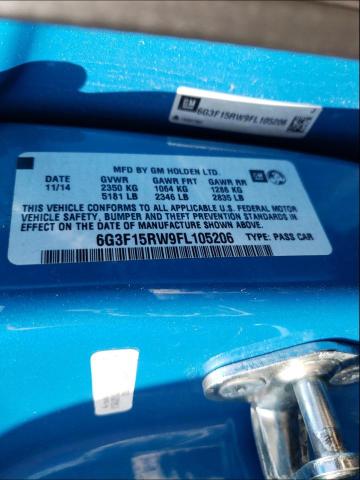 GM
6G3F15RW9FL105206
MFD BY GM HOLDEN LTD.
DATE GVWR GAWR FRT GAWR RR
11/14 2350 KG 1064 KG 1286 KG
5181 LB 2346 LB 2835 LB
GM
THIS VEHICLE CONFORMS TO ALL APPLICABLE U.S. FEDERAL MOTOR
VEHICLE SAFETY, BUMPER AND THEFT PREVENTION STANDARDS IN
EFFECT ON THE DATE OF MANUFACTURE SHOWN ABOVE.
6G3F15RW9FL105206 TYPE: PASS CAR